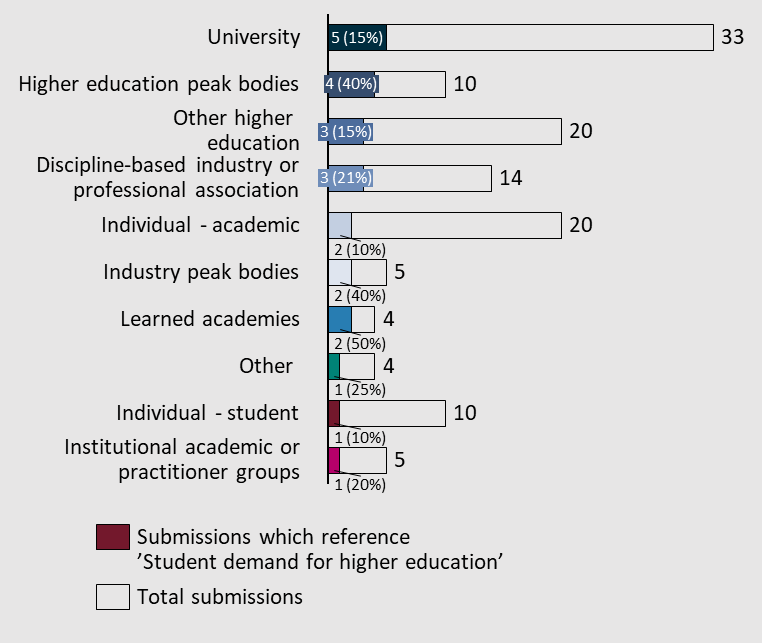 University
5 (15%)
33
Higher education peak bodies
4 (40%)
10
Other higher
education
3 (15%)
20
Discipline-based industry or
professional association
3 (21%)
14
Individual - academic
2 (10%)
20
Industry peak bodies
2 (40%)
5
Learned academies
2 (50%)
4
Other
1 (25%)
4
Individual - student
1 (10%)
10
Institutional academic or
practitioner groups
1 (20%)
5
Submissions which reference
’Student demand for higher education’
Total submissions